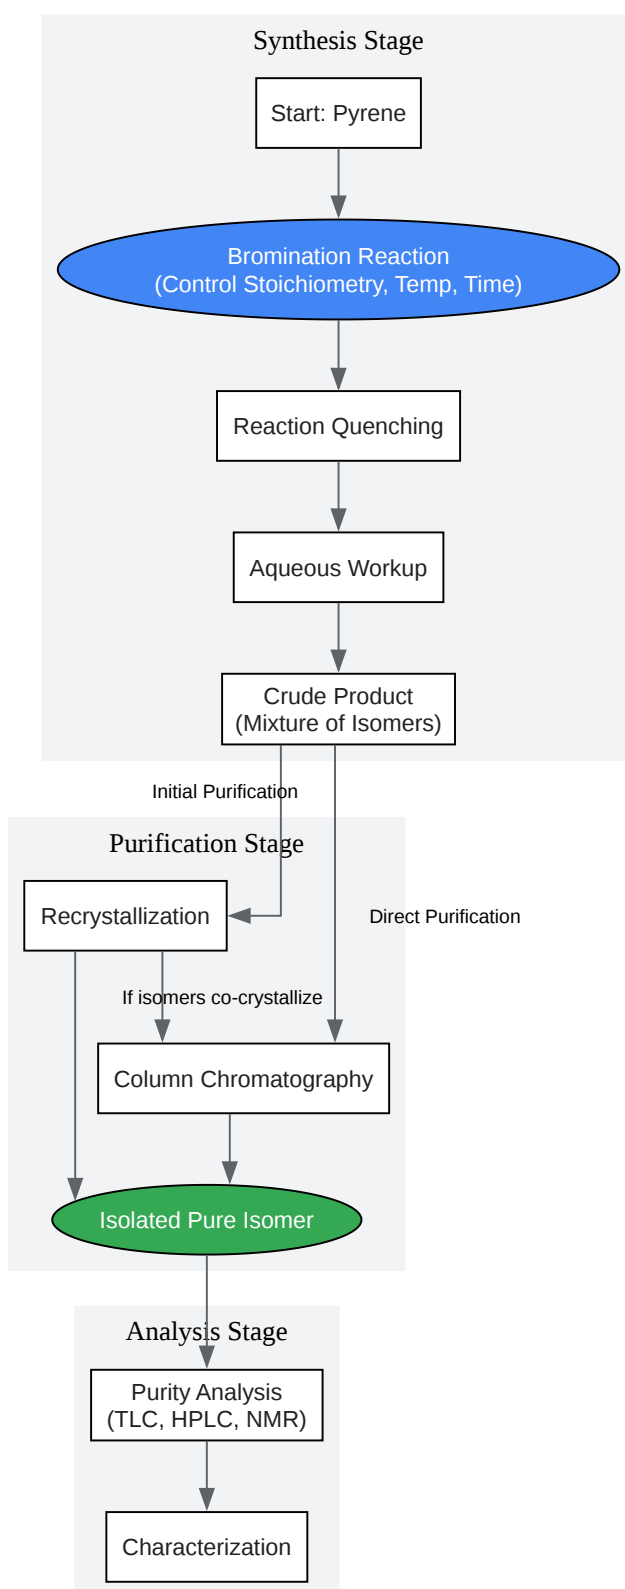 Synthesis Stage
Start: Pyrene
Bromination Reaction
(Control Stoichiometry, Temp, Time)
Reaction Quenching
Aqueous Workup
Crude Product
(Mixture of Isomers)
Initial Purification
Purification Stage
Recrystallization
Direct Purification
If isomers co-crystallize
Column Chromatography
Isolated Pure Isomer
Analysis Stage
Purity Analysis
(TLC, HPLC, NMR)
Characterization